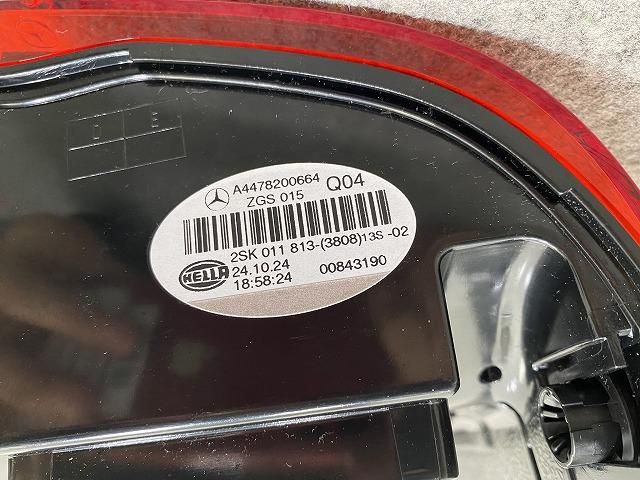 D E
A4478200664 Q04
ZGS 015
2SK 011 813-(3808)13S -02
HELLA
24.10.24
18:58:24 00843190